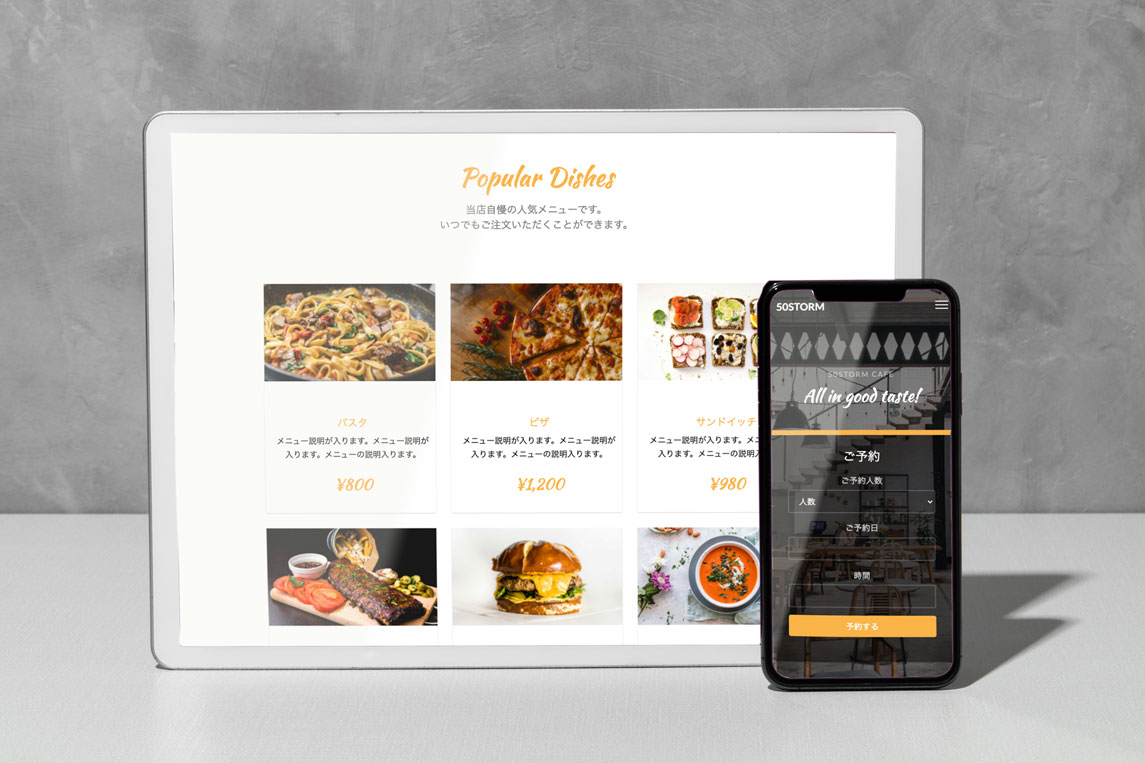 Popular Dishes
当店自慢の人気メニューです。
いつでもご注文いただくことができます。
パスタ
メニュー説明が入ります。メニュー説明が
入ります。メニューの説明入ります。
¥800
ピザ
メニュー説明が入ります。メニュー説明が
入ります。メニューの説明入ります。
¥1,200
サンドイッチ
メニュー説明が入ります。メニュ
入ります。メニューの説明
¥980
50STORM
50STORM CAFE
All in good taste!
ご予約
ご予約人数
人数
ご予約日
時間
予約する